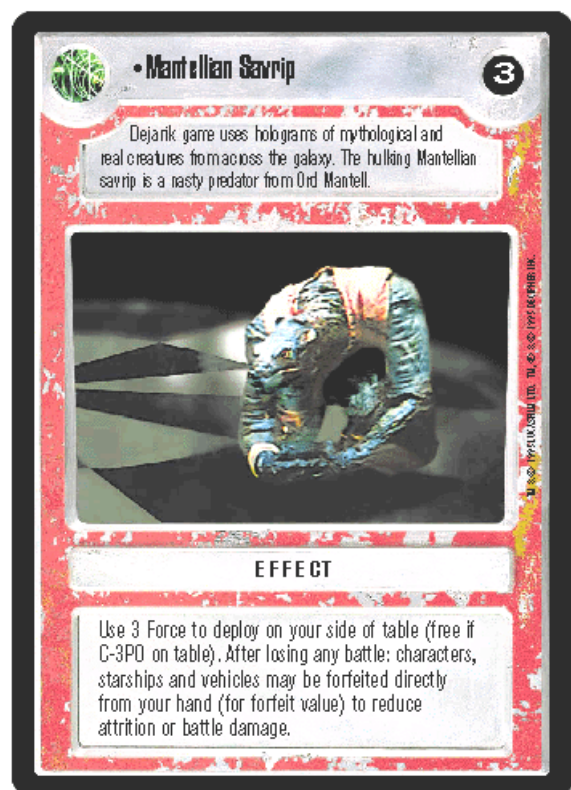 • Mantellian Savrip
3
Dejarik game uses holograms of mythological and
real creatures from across the galaxy. The hulking Mantellian
savrip is a nasty predator from Ord Mantell.
EFFECT
Use 3 Force to deploy on your side of table (free if
C-3PO on table). After losing any battle: characters,
starships and vehicles may be forfeited directly
from your hand (for forfeit value) to reduce
attrition or battle damage.